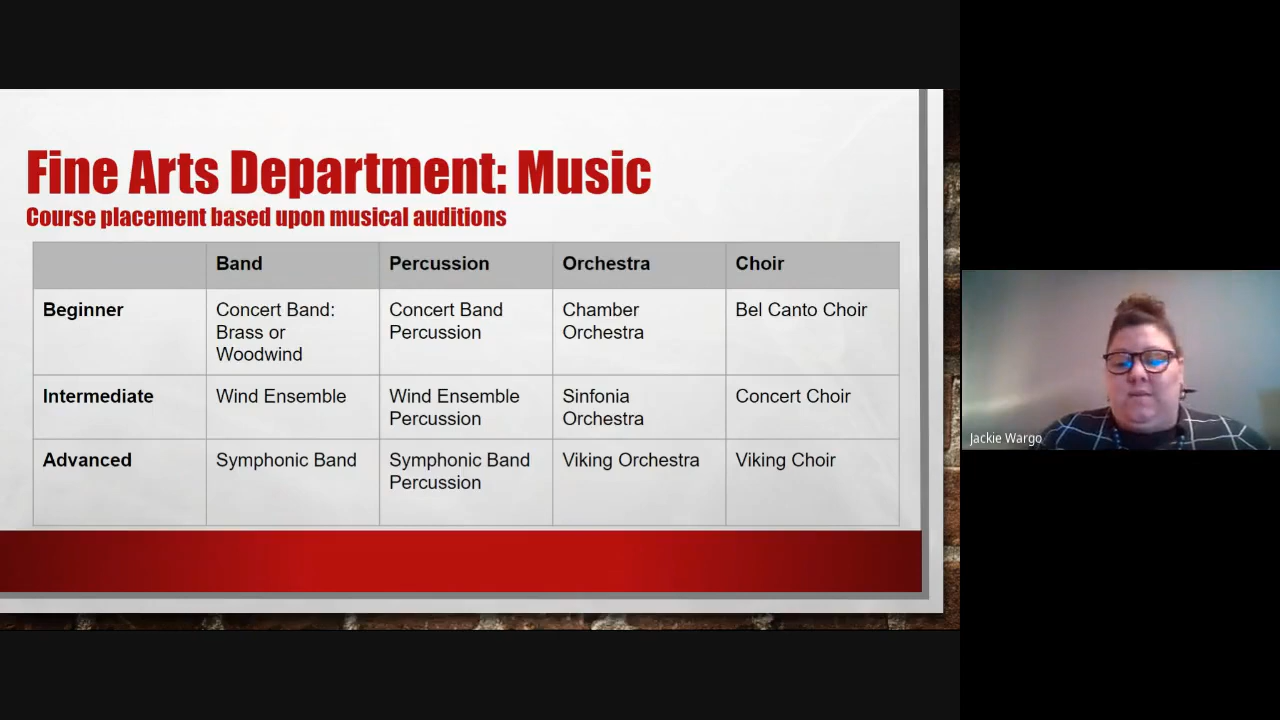 Fine Arts Department: Music
Course placement based upon musical auditions
Band Percussion Orchestra Choir
Beginner Concert Band: Concert Band Chamber Bel Canto Choir
Brass or Percussion Orchestra
Woodwind
Intermediate Wind Ensemble Wind Ensemble Sinfonia Concert Choir
Percussion Orchestra
Advanced Symphonic Band Symphonic Band Viking Orchestra Viking Choir
Percussion
Jackie Wargo